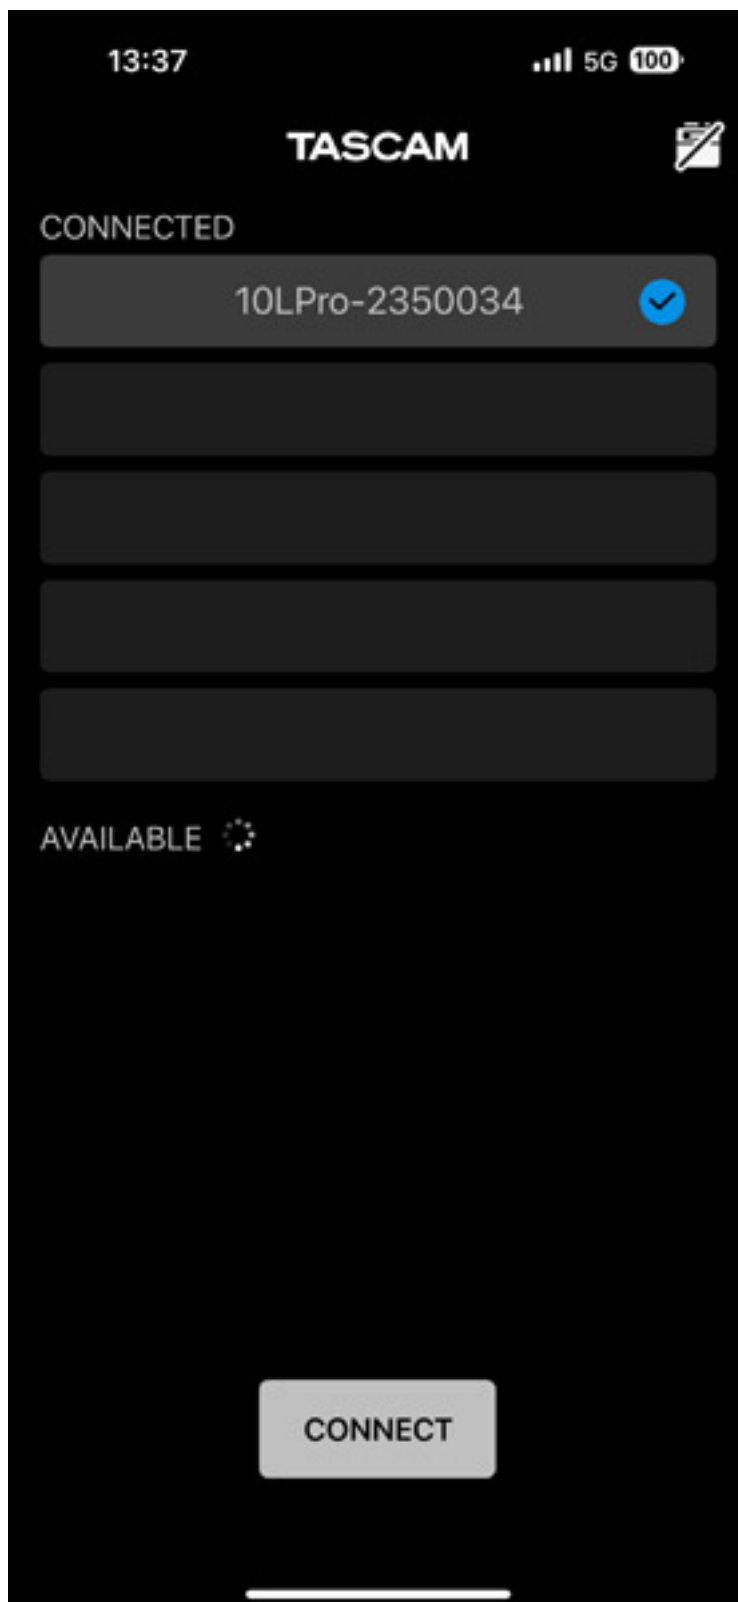 13:37 5G 100
TASCAM
CONNECTED
10LPro-2350034
AVAILABLE
CONNECT